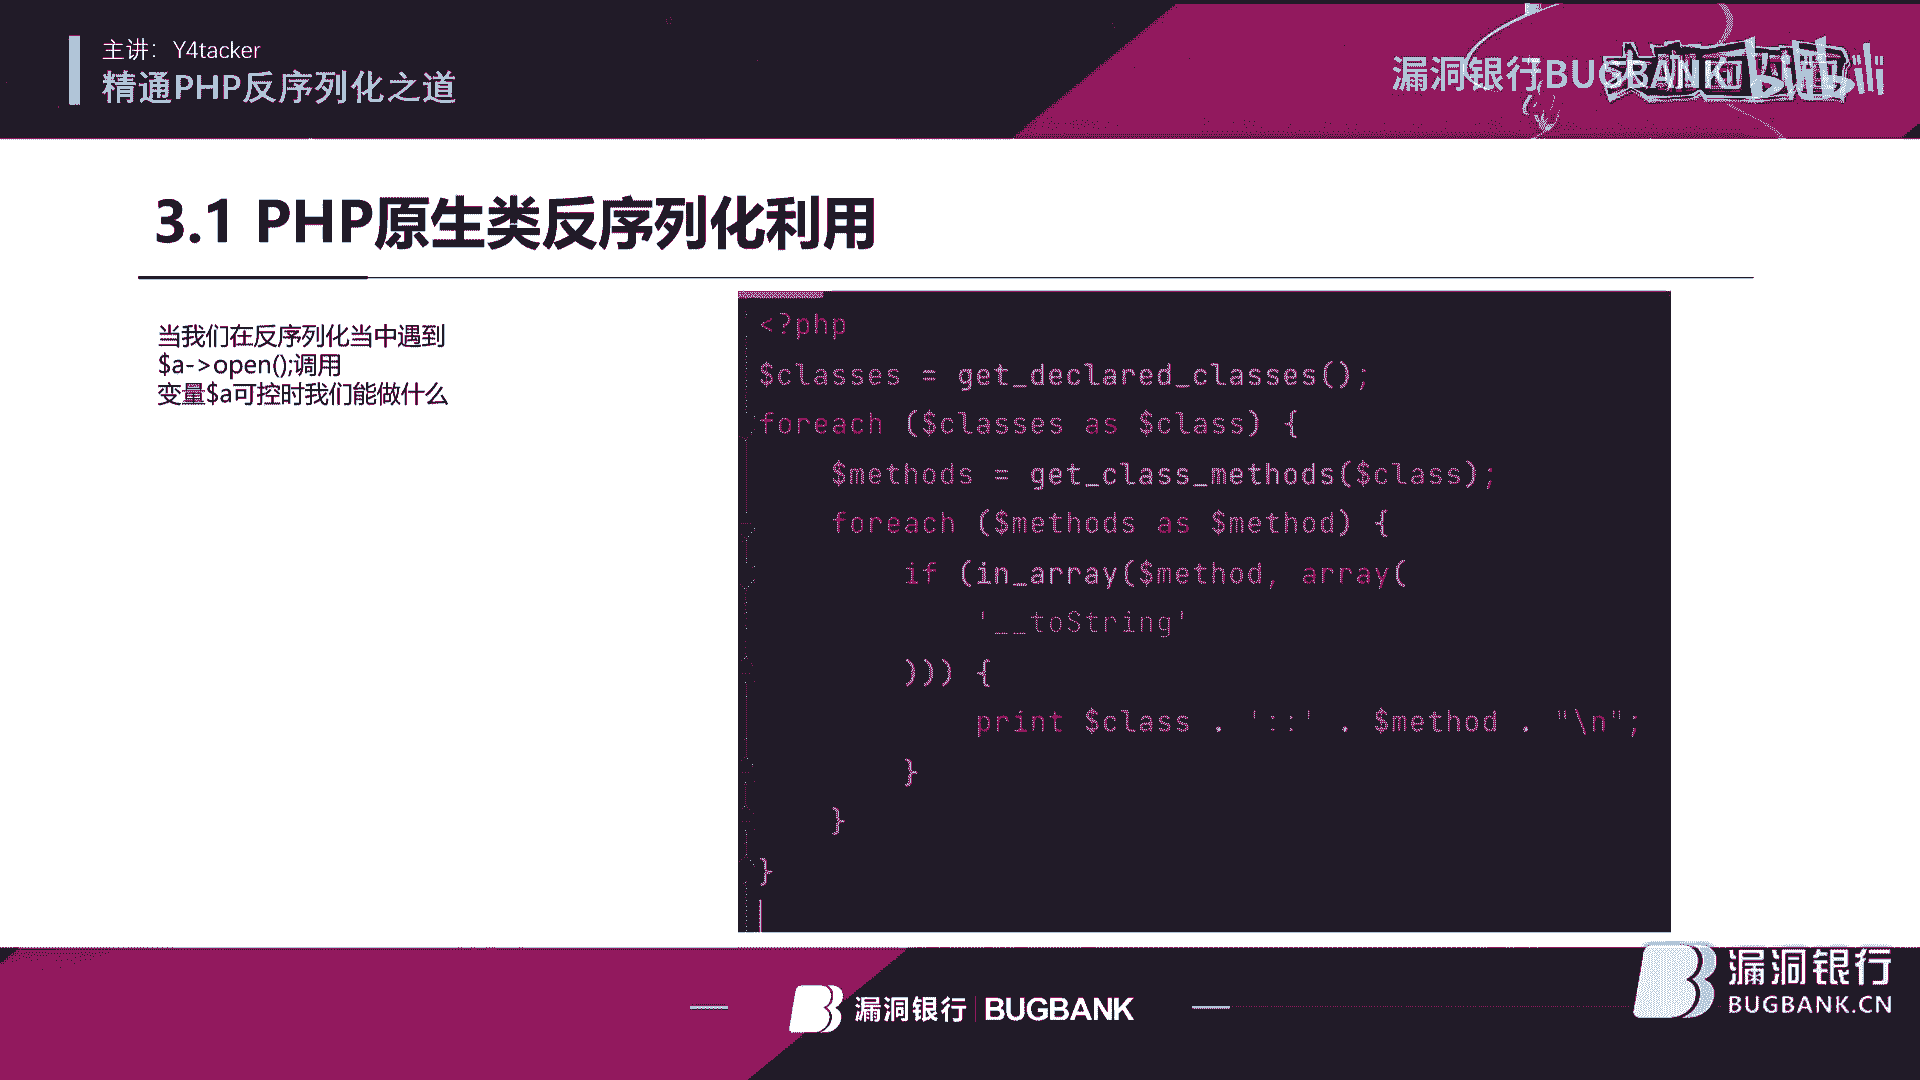 主讲：Y4tacker
精通PHP反序列化之道
漏洞银行BUGBANK
bilibili
3.1 PHP原生类反序列化利用
当我们在反序列化当中遇到
$a->open();调用
变量$a可控时我们能做什么
<?php
$classes = get_declared_classes();
foreach ($classes as $class) {
    $methods = get_class_methods($class);
    foreach ($methods as $method) {
        if (in_array($method, array(
            '__toString'
        ))) {
            print $class . '::' . $method . "\n";
        }
    }
}
漏洞银行 BUGBANK
漏洞银行
BUGBANK.CN